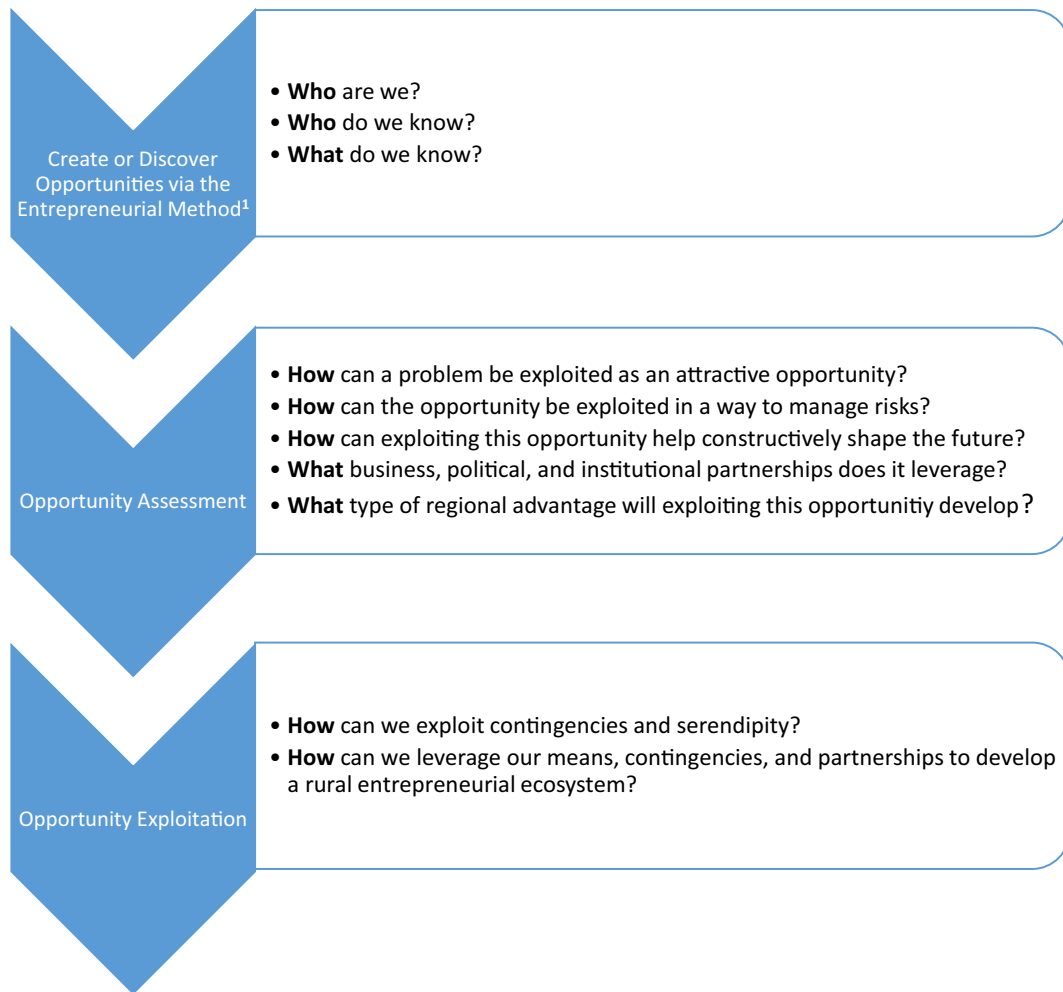 Create or Discover
Opportunities via the
Entrepreneurial Method¹
• Who are we?
• Who do we know?
• What do we know?
Opportunity Assessment
• How can a problem be exploited as an attractive opportunity?
• How can the opportunity be exploited in a way to manage risks?
• How can exploiting this opportunity help constructively shape the future?
• What business, political, and institutional partnerships does it leverage?
• What type of regional advantage will exploiting this opportunitiy develop?
Opportunity Exploitation
• How can we exploit contingencies and serendipity?
• How can we leverage our means, contingencies, and partnerships to develop
a rural entrepreneurial ecosystem?